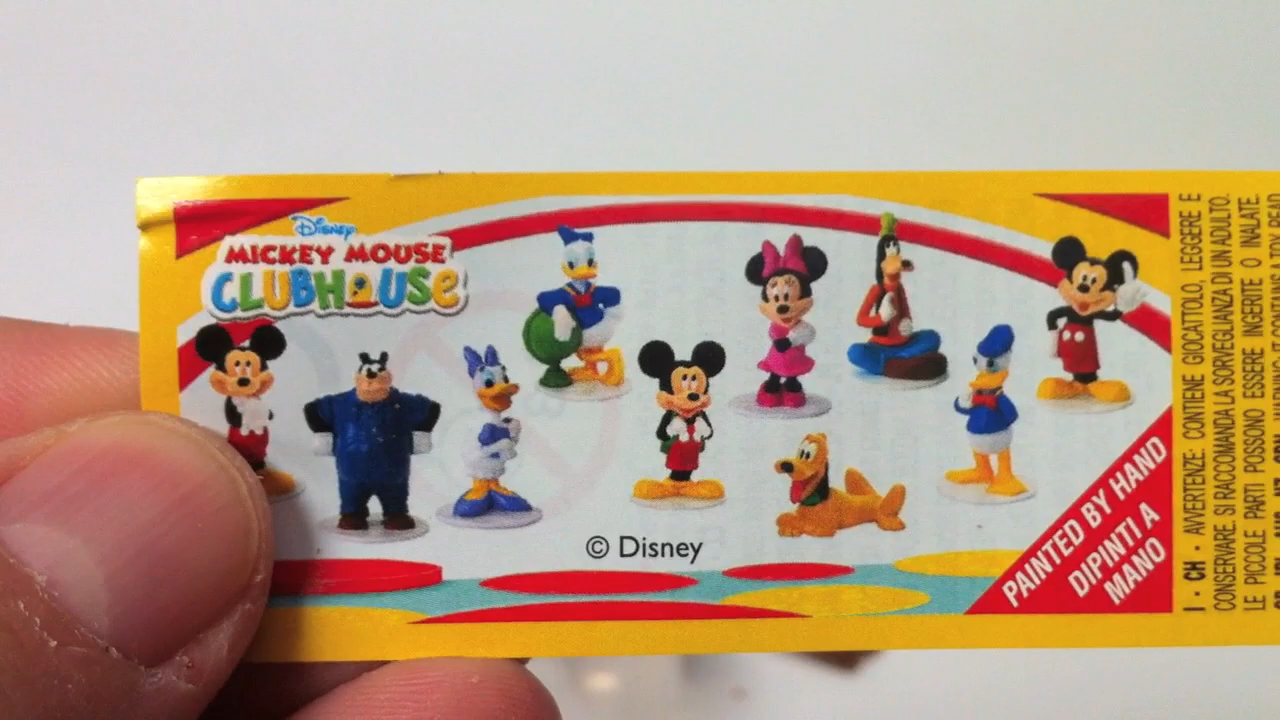 Disney
MICKEY MOUSE
CLUBHOUSE
© Disney
PAINTED BY HAND
DIPINTI A
MANO
I - CH - AVVERTENZE: CONTIENE GIOCATTOLO, LEGGERE E
CONSERVARE. SI RACCOMANDA LA SORVEGLIANZA DI UN ADULTO.
LE PICCOLE PARTI POSSONO ESSERE INGERITE O INALATE.